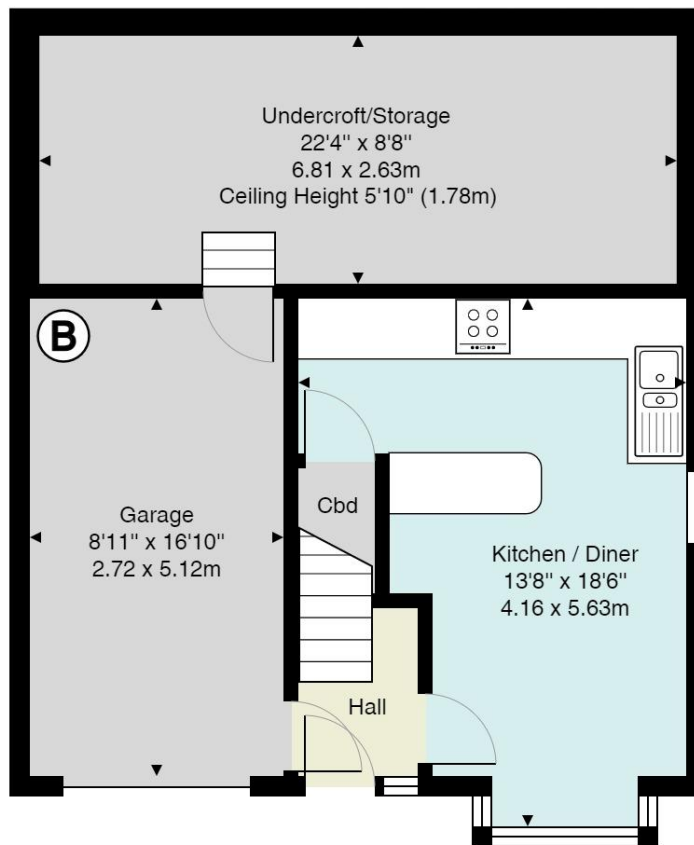 Undercroft/Storage
22'4" x 8'8"
6.81 x 2.63m
Ceiling Height 5'10" (1.78m)
B
Garage
8'11" x 16'10"
2.72 x 5.12m
Cbd
Kitchen / Diner
13'8" x 18'6"
4.16 x 5.63m
Hall